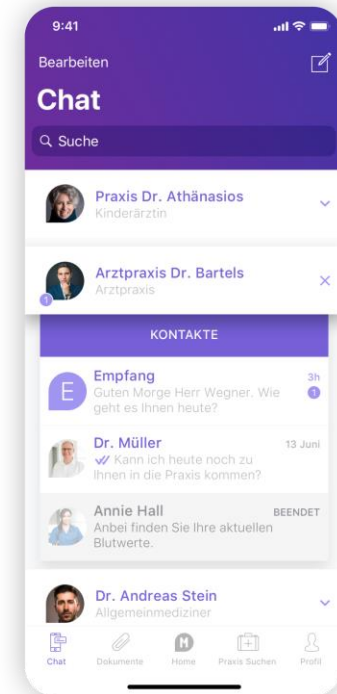 9:41
Bearbeiten
Chat
Suche
Praxis Dr. Athänasios
Kinderärztin
Arztpraxis Dr. Bartels
Arztpraxis
1
KONTAKTE
E
Empfang
3h
Guten Morge Herr Wegner. Wie
1
geht es Ihnen heute?
Dr. Müller
13 Juni
Kann ich heute noch zu
Ihnen in die Praxis kommen?
Annie Hall
BEENDET
Anbei finden Sie Ihre aktuellen
Blutwerte.
Dr. Andreas Stein
Allgemeinmediziner
M
Chat
Dokumente
Home
Praxis Suchen
Profil